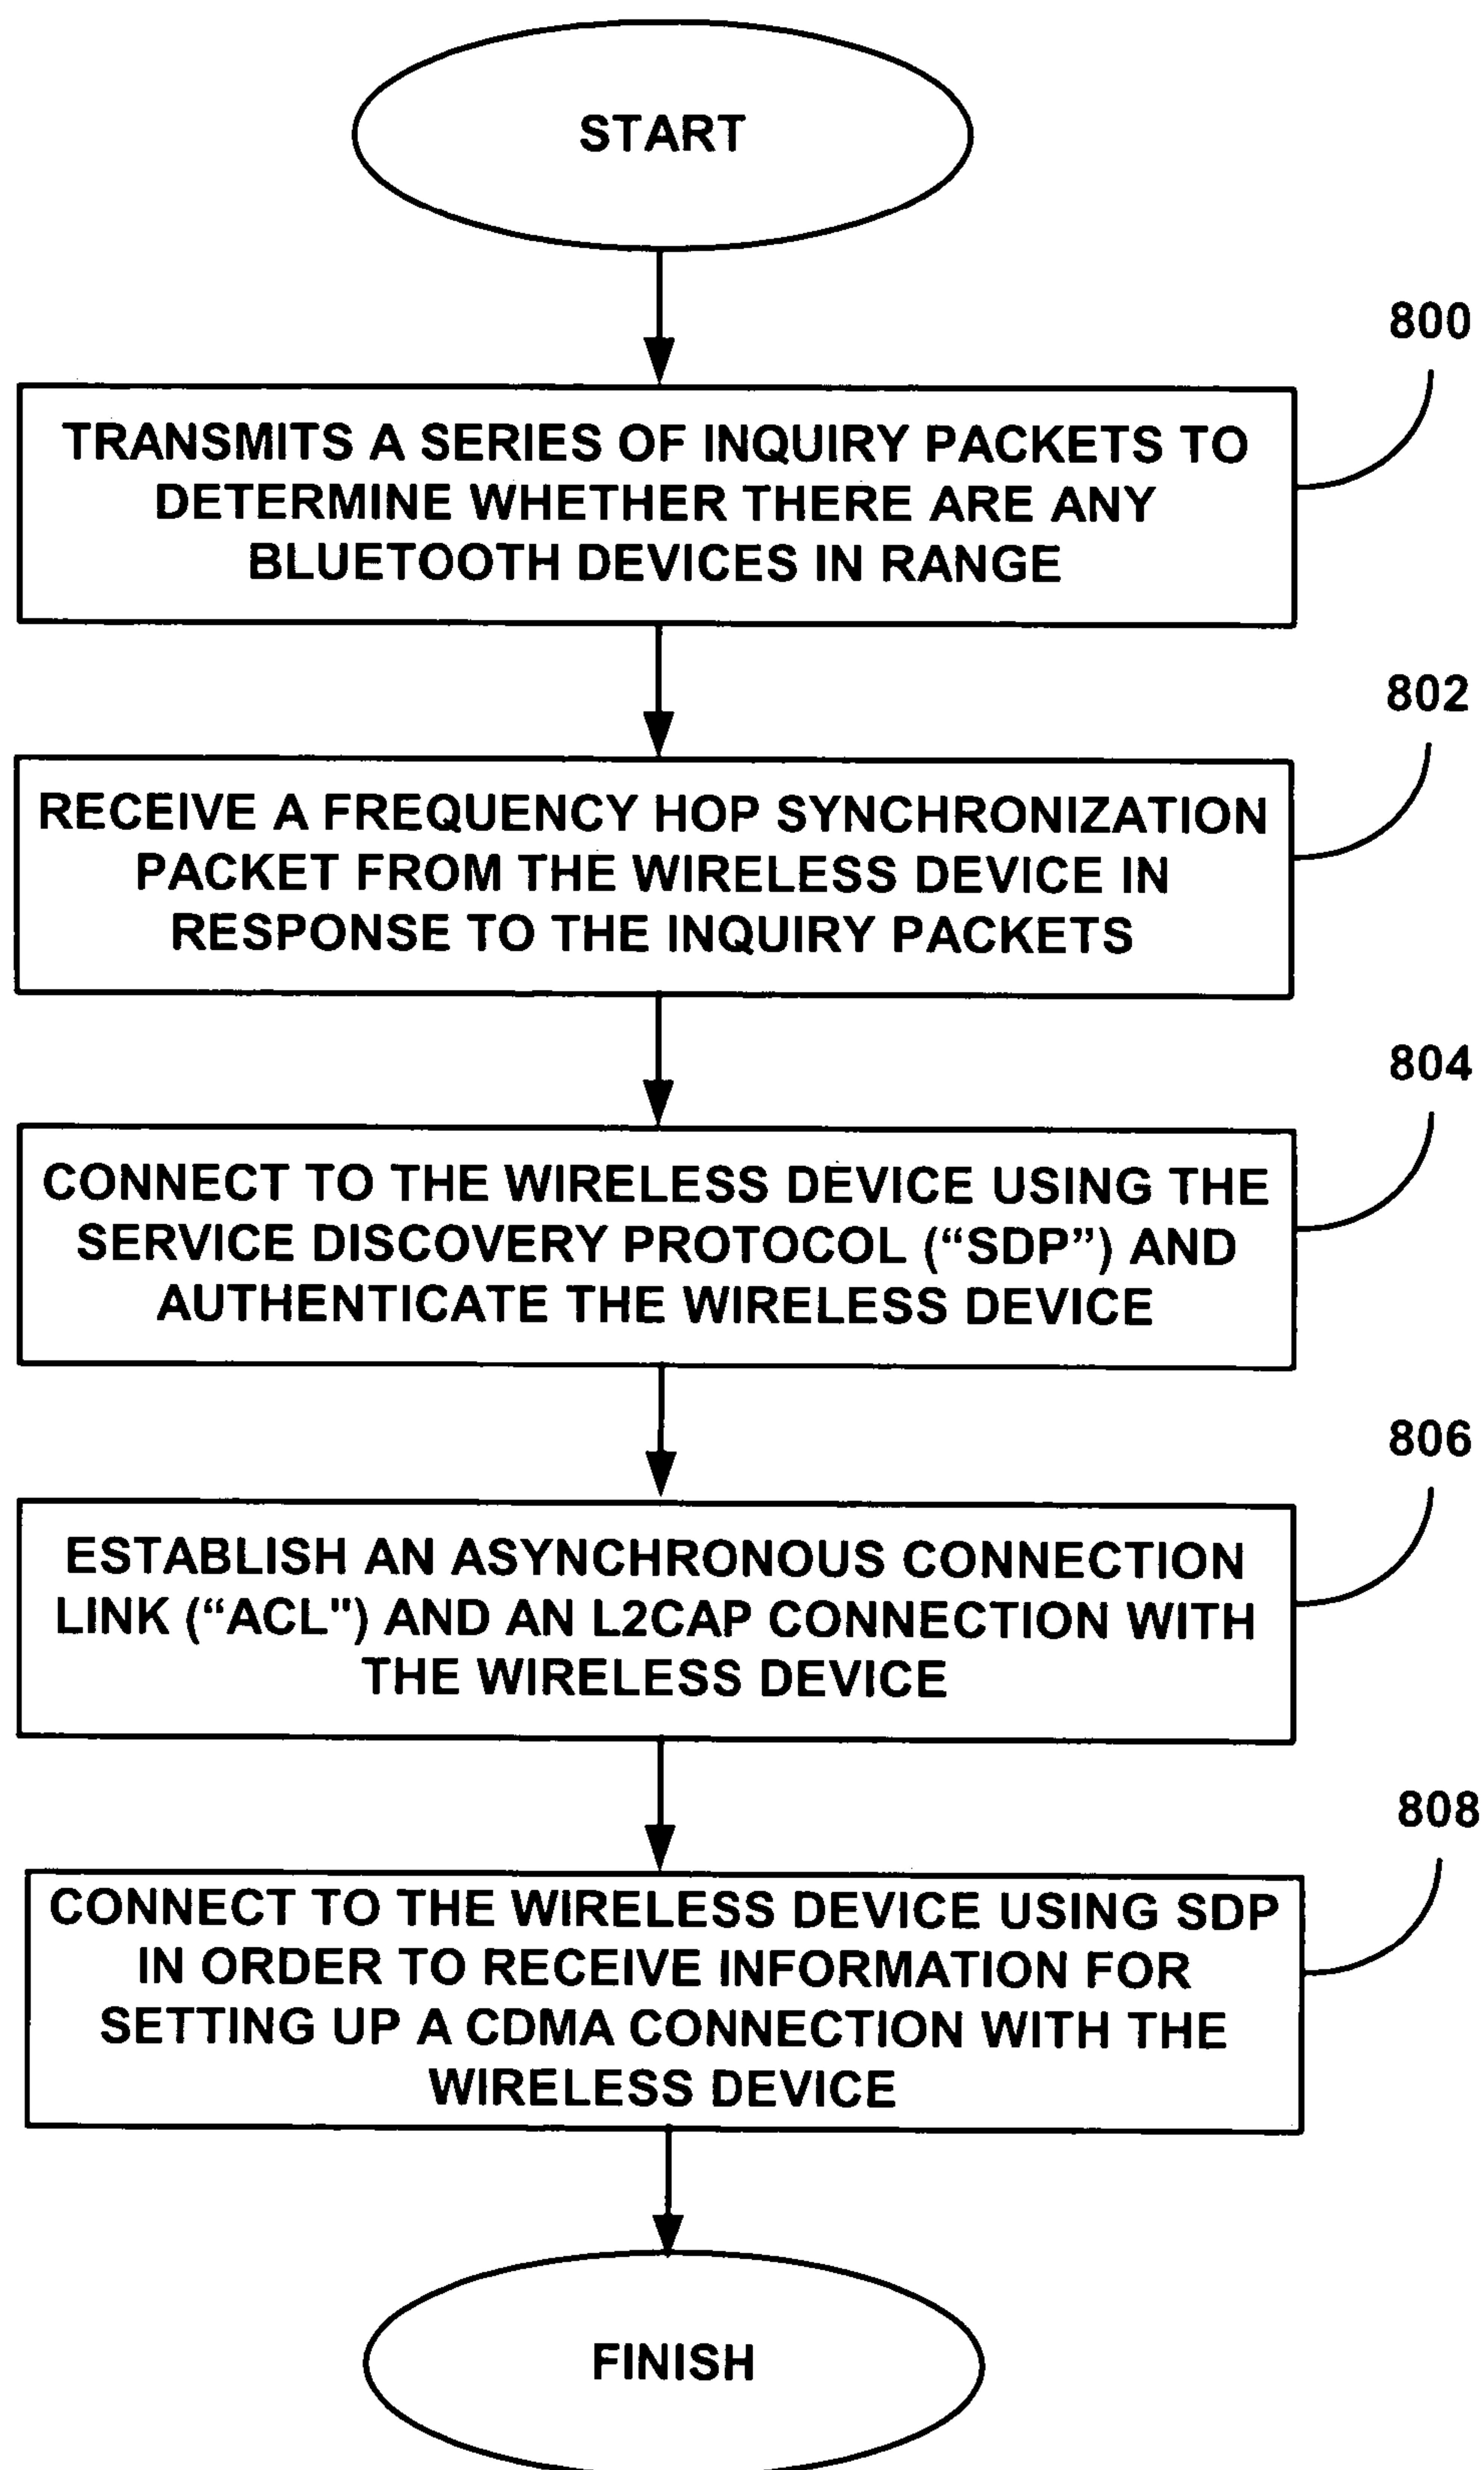 START
800
TRANSMITS A SERIES OF INQUIRY PACKETS TO
DETERMINE WHETHER THERE ARE ANY
BLUETOOTH DEVICES IN RANGE
802
RECEIVE A FREQUENCY HOP SYNCHRONIZATION
PACKET FROM THE WIRELESS DEVICE IN
RESPONSE TO THE INQUIRY PACKETS
804
CONNECT TO THE WIRELESS DEVICE USING THE
SERVICE DISCOVERY PROTOCOL (“SDP”) AND
AUTHENTICATE THE WIRELESS DEVICE
806
ESTABLISH AN ASYNCHRONOUS CONNECTION
LINK (“ACL") AND AN L2CAP CONNECTION WITH
THE WIRELESS DEVICE
808
CONNECT TO THE WIRELESS DEVICE USING SDP
IN ORDER TO RECEIVE INFORMATION FOR
SETTING UP A CDMA CONNECTION WITH THE
WIRELESS DEVICE
FINISH